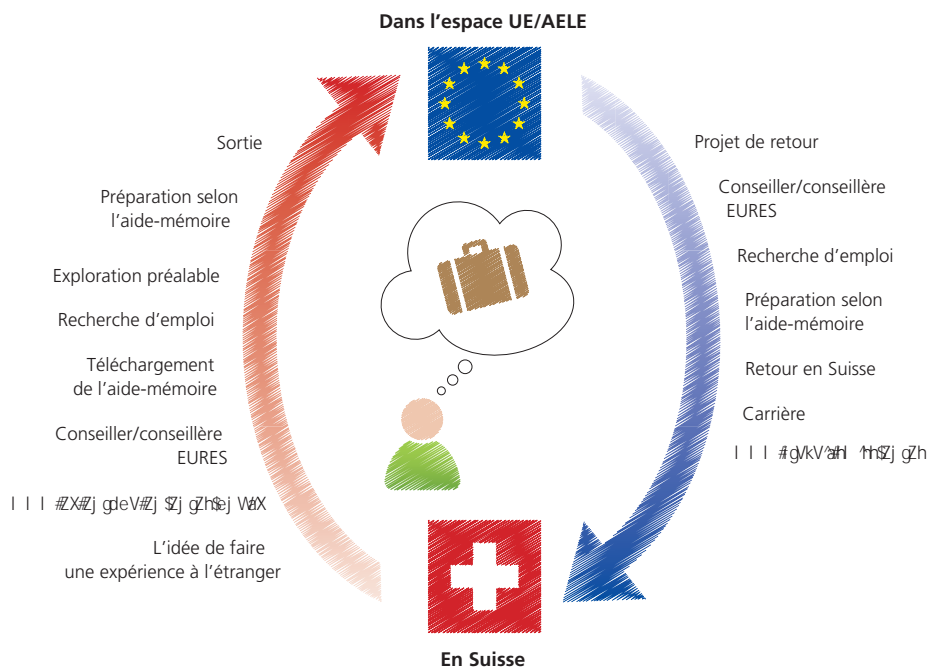 Dans l'espace UE/AELE
Sortie
Préparation selon
l'aide-mémoire
Exploration préalable
Recherche d'emploi
Téléchargement
de l'aide-mémoire
Conseiller/conseillère
EURES
L'idée de faire
une expérience à l'étranger
Projet de retour
Conseiller/conseillère
EURES
Recherche d'emploi
Préparation selon
l'aide-mémoire
Retour en Suisse
Carrière
En Suisse